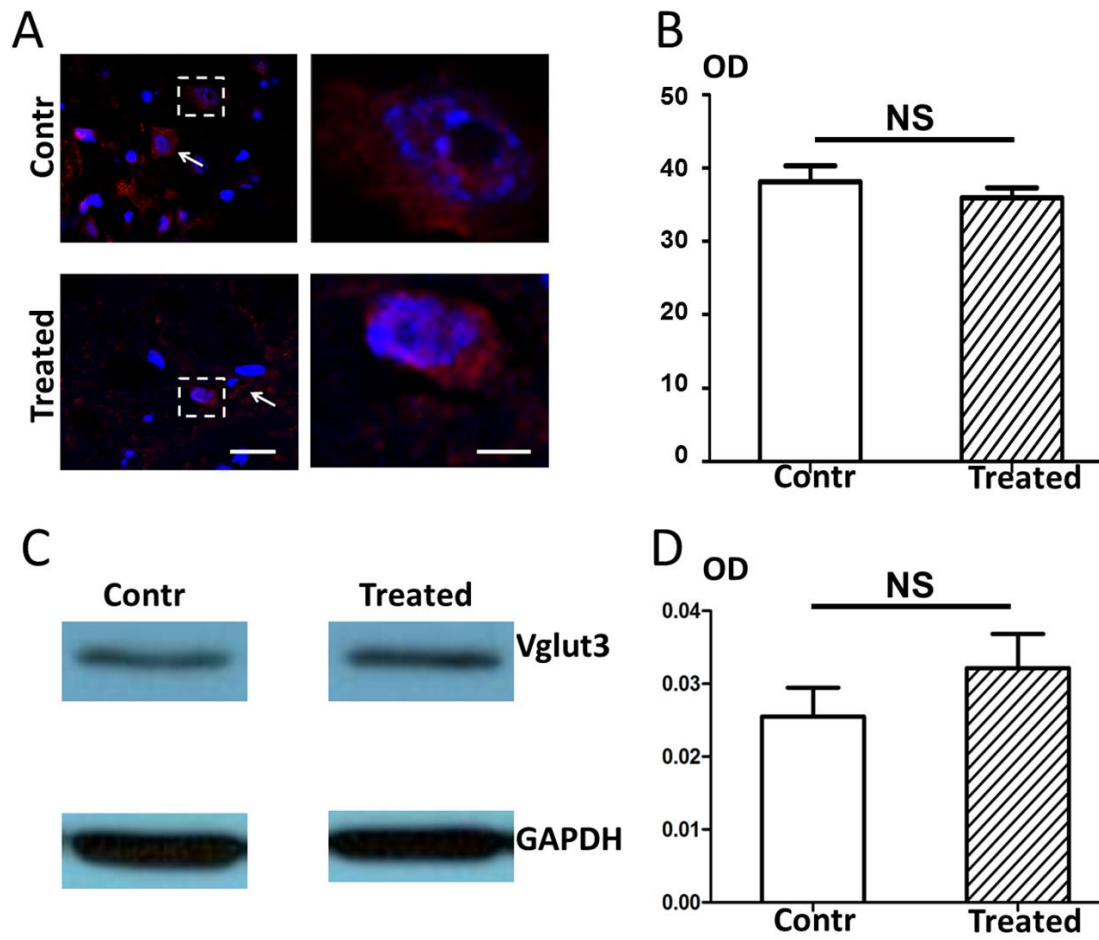 A
Contr
Treated
B
OD
NS
50
40
30
20
10
0
Contr
Treated
C
Contr
Treated
Vglut3
GAPDH
D
OD
NS
0.04
0.03
0.02
0.01
0.00
Contr
Treated